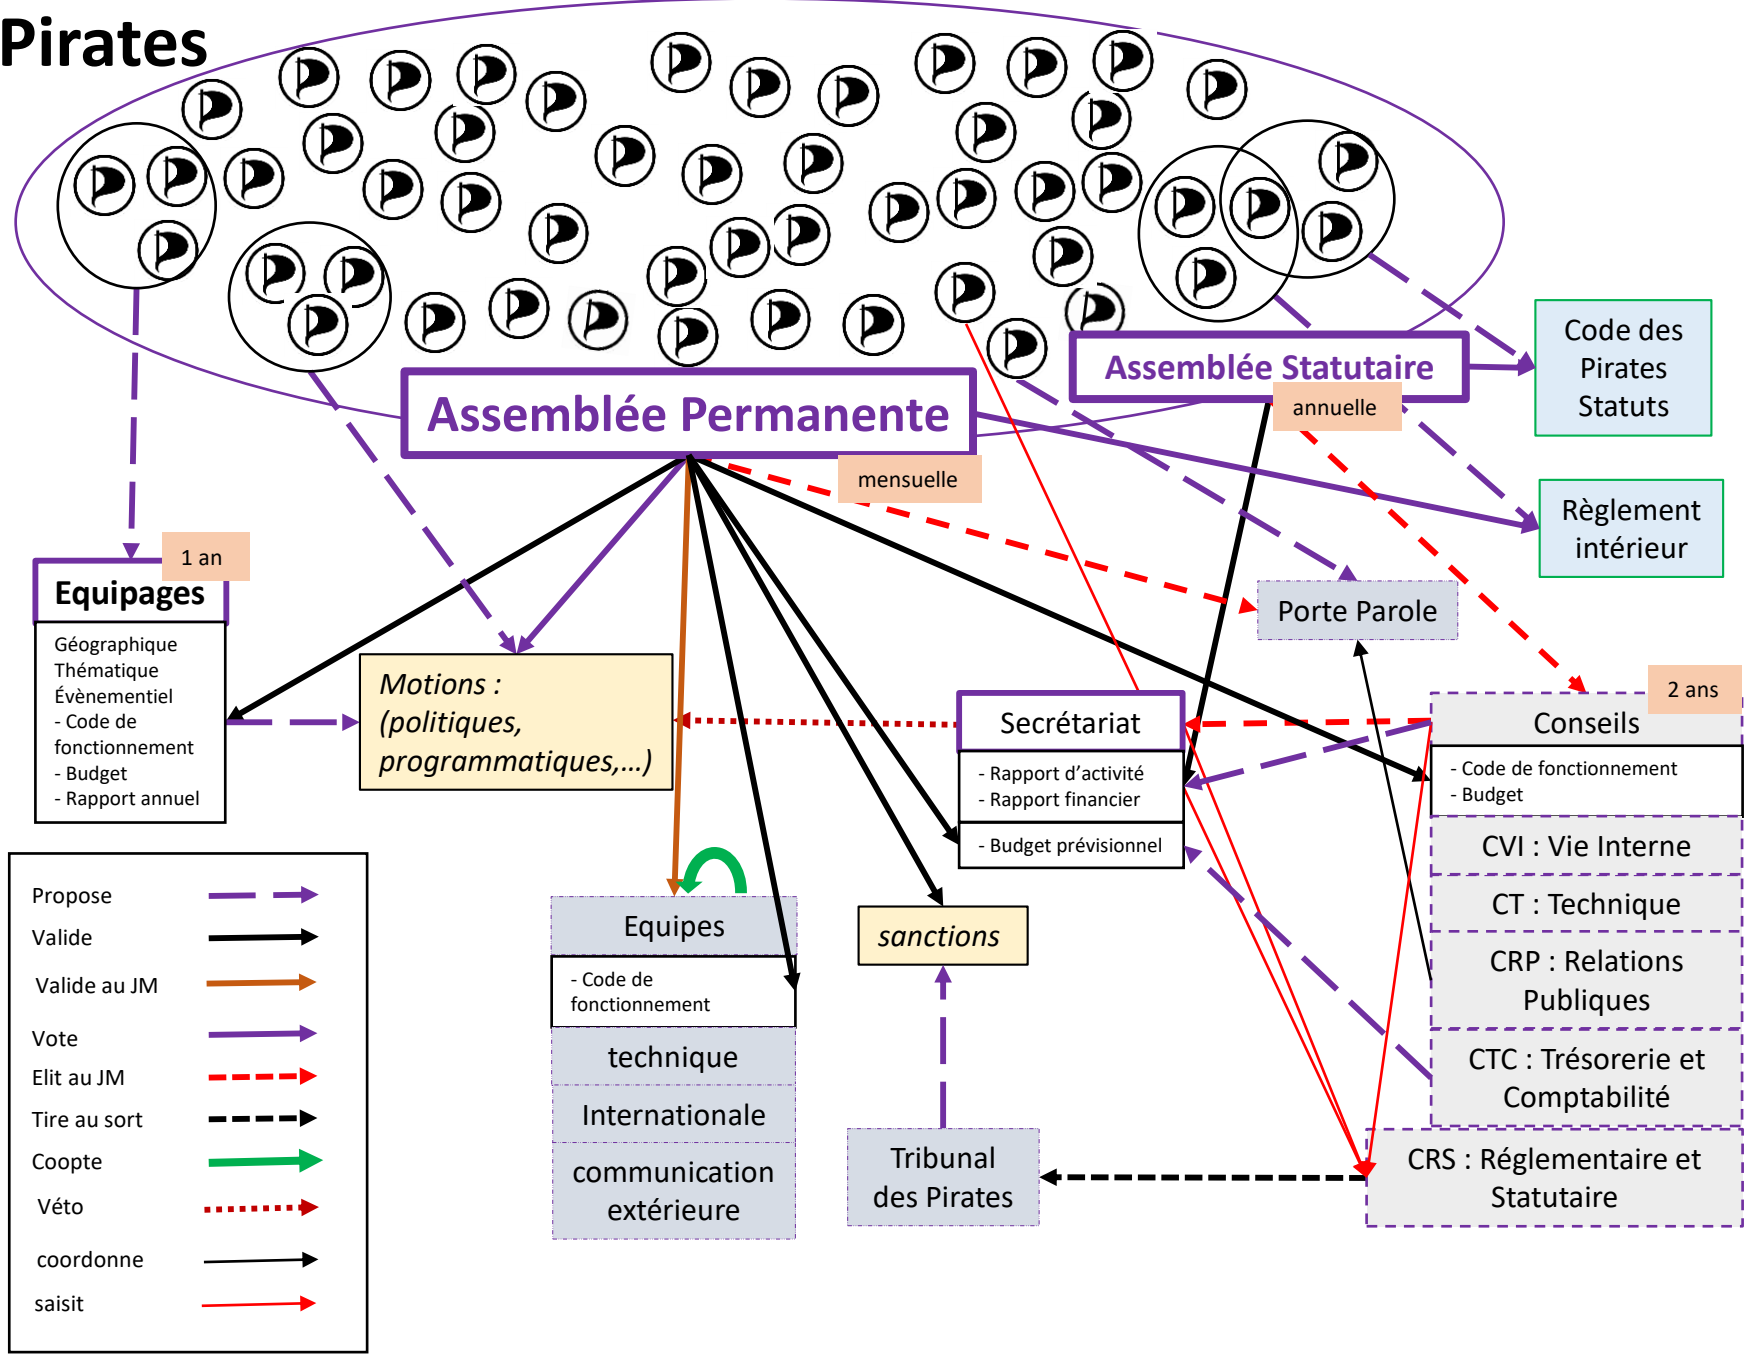 Pirates
Assemblée Statutaire
annuelle
Assemblée Permanente
mensuelle
Code des
Pirates
Statuts
Règlement
intérieur
1 an
Equipages
Géographique
Thématique
Évènementiel
- Code de
fonctionnement
- Budget
- Rapport annuel
Motions :
(politiques,
programmatiques,...)
Porte Parole
Secrétariat
- Rapport d'activité
- Rapport financier
- Budget prévisionnel
2 ans
Conseils
- Code de fonctionnement
- Budget
CVI : Vie Interne
CT : Technique
CRP : Relations
Publiques
CTC : Trésorerie et
Comptabilité
CRS : Réglementaire et
Statutaire
Equipes
- Code de
fonctionnement
technique
Internationale
communication
extérieure
sanctions
Tribunal
des Pirates
Propose
Valide
Valide au JM
Vote
Elit au JM
Tire au sort
Coopte
Véto
coordonne
saisit